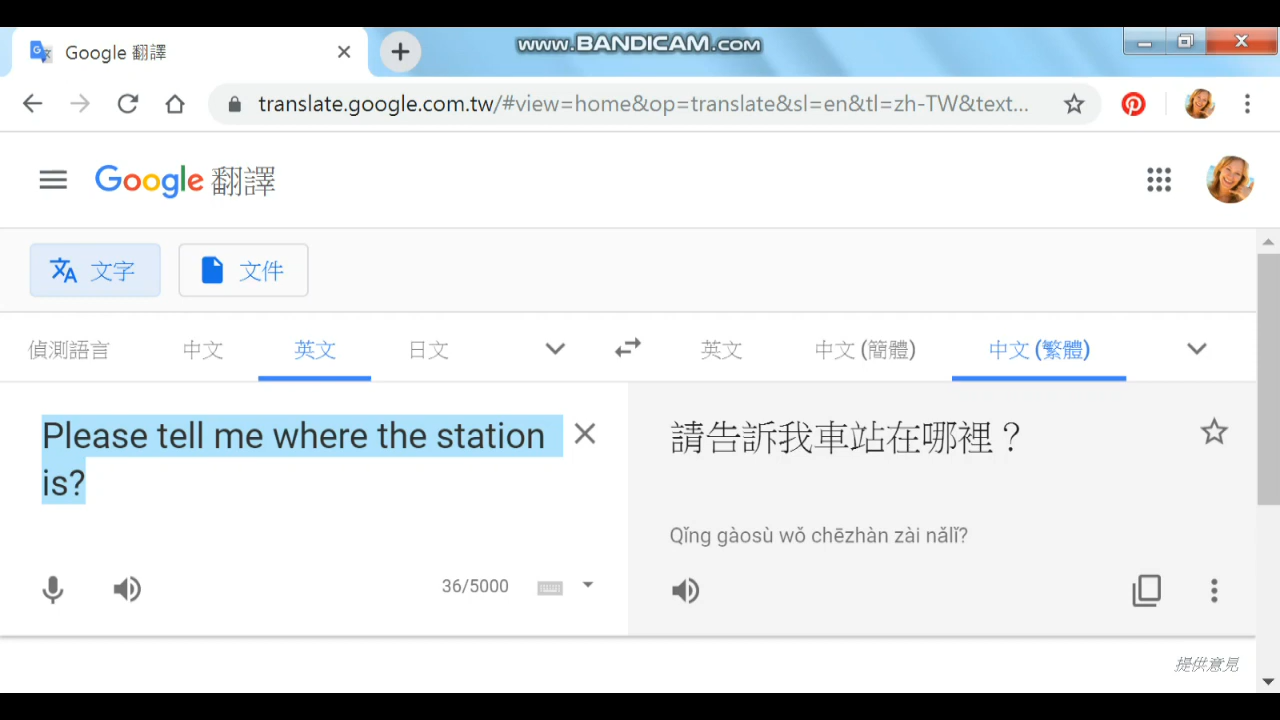 Google 翻譯
www.BANDICAM.com
translate.google.com.tw/#view=home&op=translate&sl=en&tl=zh-TW&text...
Google 翻譯
文字
文件
偵測語言 中文 英文 日文 英文 中文 (簡體) 中文 (繁體)
Please tell me where the station
is?
請告訴我車站在哪裡？
Qǐng gàosù wǒ chēzhàn zài nǎlǐ?
36/5000
提供意見